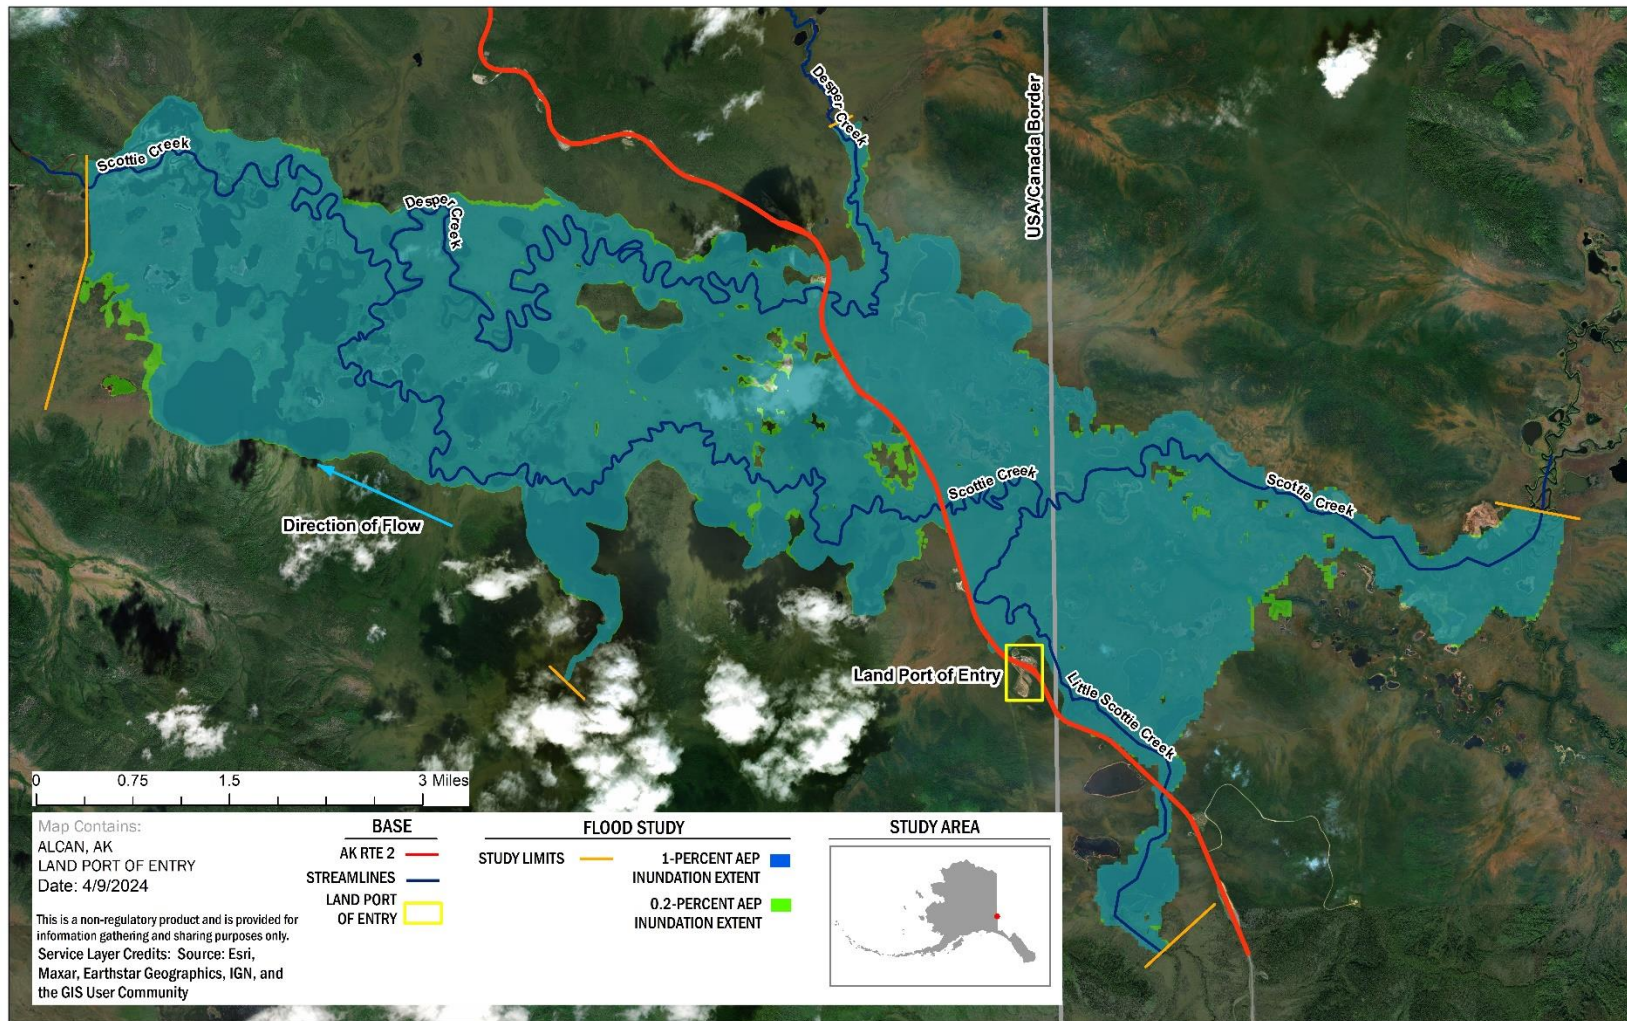 Desper Creek
USA/Canada Border
Scottie Creek
Desper
Creek
Scottie Creek
Scottie Creek
Direction of Flow
Land Port of Entry
Little Scottie Creek
0 0.75 1.5 3 Miles
Map Contains:
ALCAN, AK
LAND PORT OF ENTRY
Date: 4/9/2024
This is a non-regulatory product and is provided for
information gathering and sharing purposes only.
Service Layer Credits: Source: Esri,
Maxar, Earthstar Geographics, IGN, and
the GIS User Community
BASE
AK RTE 2
STREAMLINES
LAND PORT
OF ENTRY
FLOOD STUDY
STUDY LIMITS
1-PERCENT AEP
INUNDATION EXTENT
0.2-PERCENT AEP
INUNDATION EXTENT
STUDY AREA